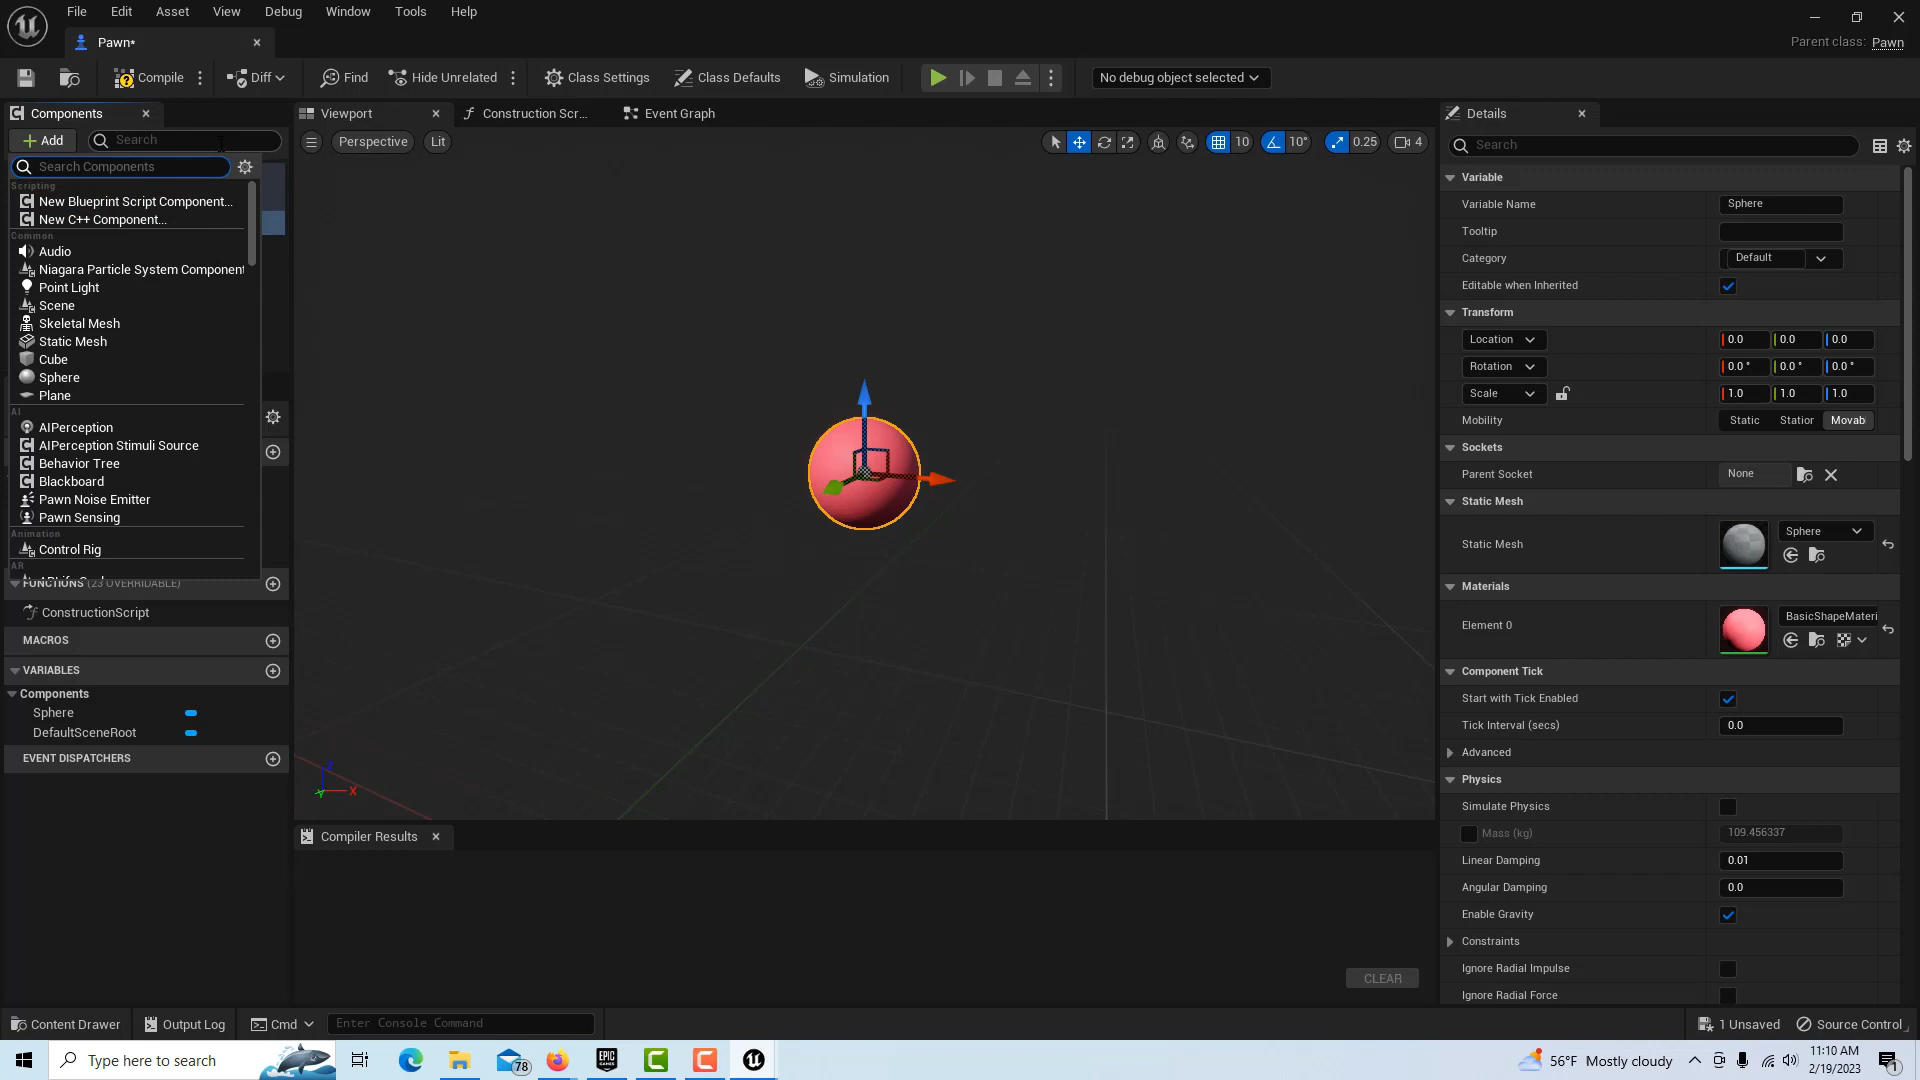 File Edit Asset View Debug Window Tools Help
Pawn*
Parent class: Pawn
Compile Diff Find Hide Unrelated Class Settings Class Defaults Simulation No debug object selected
Components
Add Search
Search Components
Scripting
New Blueprint Script Component...
New C++ Component...
Common
Audio
Niagara Particle System Component
Point Light
Scene
Skeletal Mesh
Static Mesh
Cube
Sphere
Plane
AI
AIPerception
AIPerception Stimuli Source
Behavior Tree
Blackboard
Pawn Noise Emitter
Pawn Sensing
Animation
Control Rig
AR
FUNCTIONS (23 OVERRIDABLE)
ConstructionScript
MACROS
VARIABLES
Components
Sphere
DefaultSceneRoot
EVENT DISPATCHERS
Viewport Construction Scr... Event Graph
Perspective Lit 10 10° 0.25 4
Z
X
Y
Compiler Results
CLEAR
Details
Search
Variable
Variable Name Sphere
Tooltip
Category Default
Editable when Inherited
Transform
Location 0.0 0.0 0.0
Rotation 0.0 ° 0.0 ° 0.0 °
Scale 1.0 1.0 1.0
Mobility Static Station Movab
Sockets
Parent Socket None
Static Mesh
Static Mesh Sphere
Materials
Element 0 BasicShapeMateri
Component Tick
Start with Tick Enabled
Tick Interval (secs) 0.0
Advanced
Physics
Simulate Physics
Mass (kg) 109.456337
Linear Damping 0.01
Angular Damping 0.0
Enable Gravity
Constraints
Ignore Radial Impulse
Ignore Radial Force
Content Drawer Output Log Cmd Enter Console Command 1 Unsaved Source Control
Type here to search 78 EPIC GAMES 56°F Mostly cloudy 11:10 AM
2/19/2023 1